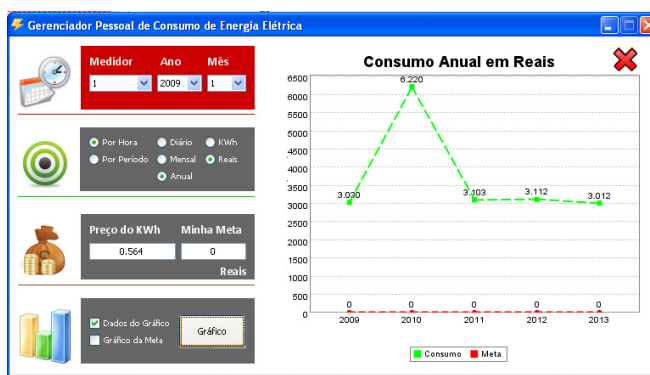 Gerenciador Pessoal de Consumo de Energia Elétrica
Medidor Ano Mês
1 2009 1
Por Hora Diário KWh
Por Período Mensal Reais
Anual
Preço do KWh Minha Meta
0.564 0
Reais
Dados do Gráfico
Gráfico da Meta
Gráfico
Consumo Anual em Reais
6500
6000
5500
5000
4500
4000
3500
3000
2500
2000
1500
1000
500
0
3.030 6.220 3.103 3.112 3.012
0 0 0 0 0
2009 2010 2011 2012 2013
Consumo Meta